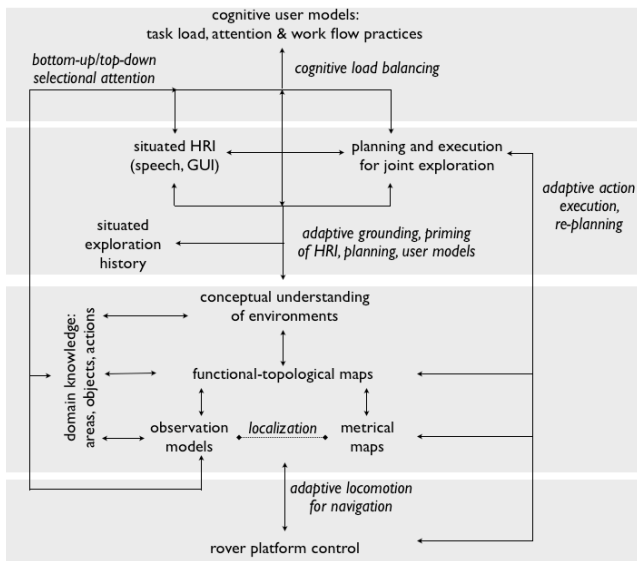 cognitive user models:
task load, attention & work flow practices
bottom-up/top-down
selectional attention
cognitive load balancing
situated HRI
(speech, GUI)
planning and execution
for joint exploration
adaptive action
execution,
re-planning
situated
exploration
history
adaptive grounding, priming
of HRI, planning, user models
conceptual understanding
of environments
domain knowledge:
areas, objects, actions
functional-topological maps
observation
models
localization
metrical
maps
adaptive locomotion
for navigation
rover platform control